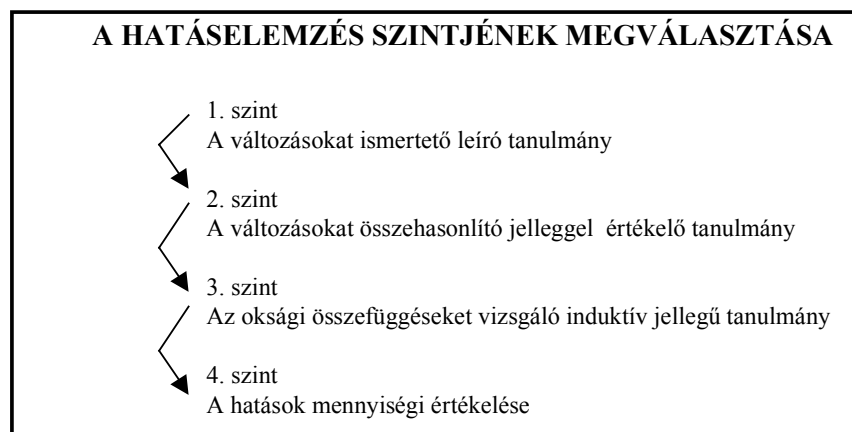 A HATÁSELEMZÉS SZINTJÉNEK MEGVÁLASZTÁSA
1. szint
A változásokat ismertető leíró tanulmány
2. szint
A változásokat összehasonlító jelleggel értékelő tanulmány
3. szint
Az oksági összefüggéseket vizsgáló induktív jellegű tanulmány
4. szint
A hatások mennyiségi értékelése